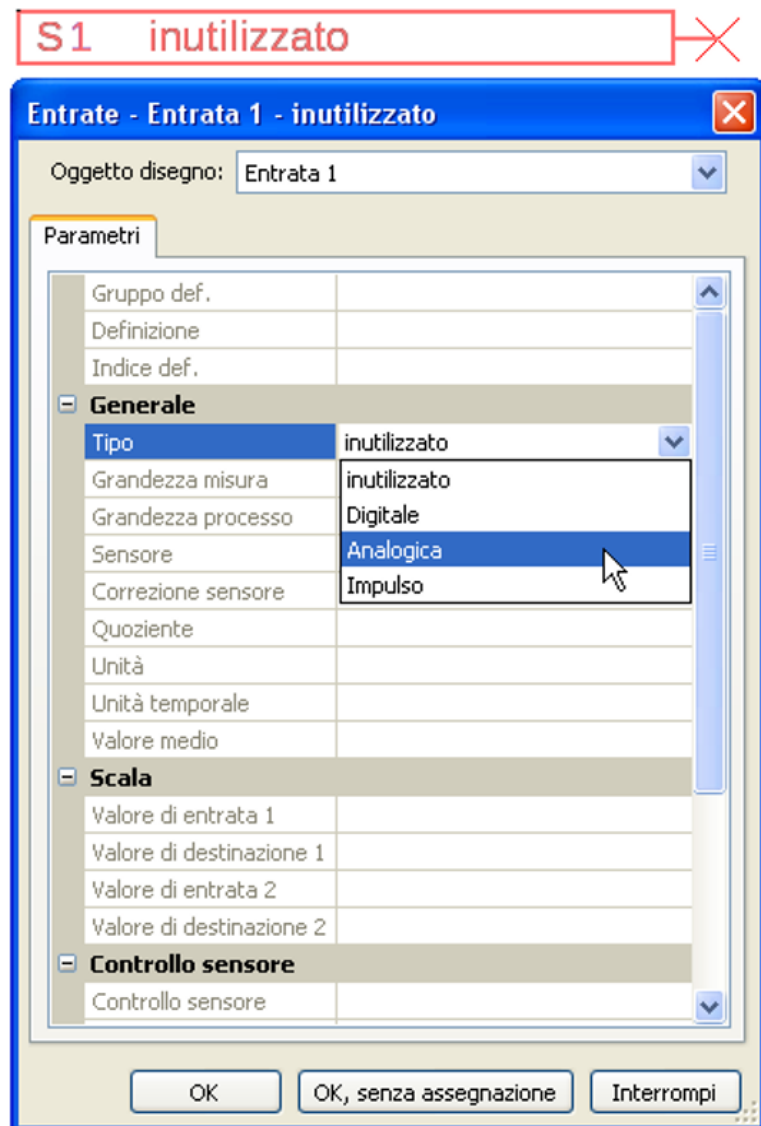 S1 inutilizzato
Entrate - Entrata 1 - inutilizzato
Oggetto disegno: Entrata 1
Parametri
Gruppo def.
Definizione
Indice def.
Generale
Tipo inutilizzato
Grandezza misura inutilizzato
Grandezza processo Digitale
Sensore Analogica
Correzione sensore Impulso
Quoziente
Unità
Unità temporale
Valore medio
Scala
Valore di entrata 1
Valore di destinazione 1
Valore di entrata 2
Valore di destinazione 2
Controllo sensore
Controllo sensore
OK OK, senza assegnazione Interrompi